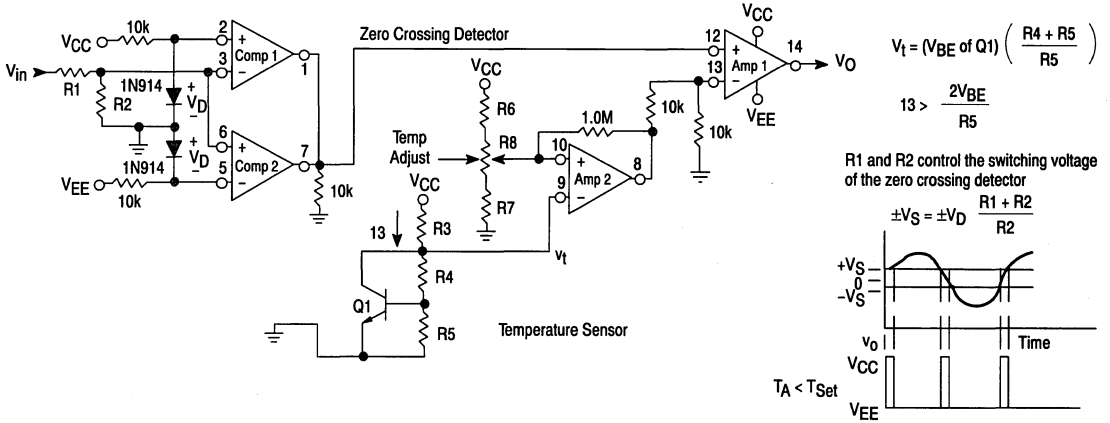 10k
VCC
2
+
Comp 1
3
−
1
Zero Crossing Detector
12
+
Amp 1
13
−
14
VO
VCC
VEE
Vt = (VBE of Q1) ( R4 + R5 / R5 )
13 > 2VBE / R5
Vin
R1
R2
1N914
+
VD
−
+
VD
−
1N914
6
+
Comp 2
5
−
7
VEE
10k
10k
VCC
R6
Temp
Adjust
R8
R7
1.0M
10
+
Amp 2
9
−
8
10k
10k
VCC
R3
13
Vt
R4
Q1
R5
Temperature Sensor
R1 and R2 control the switching voltage
of the zero crossing detector
±VS = ±VD R1 + R2 / R2
+VS
0
−VS
vo
Time
VCC
TA < TSet
VEE